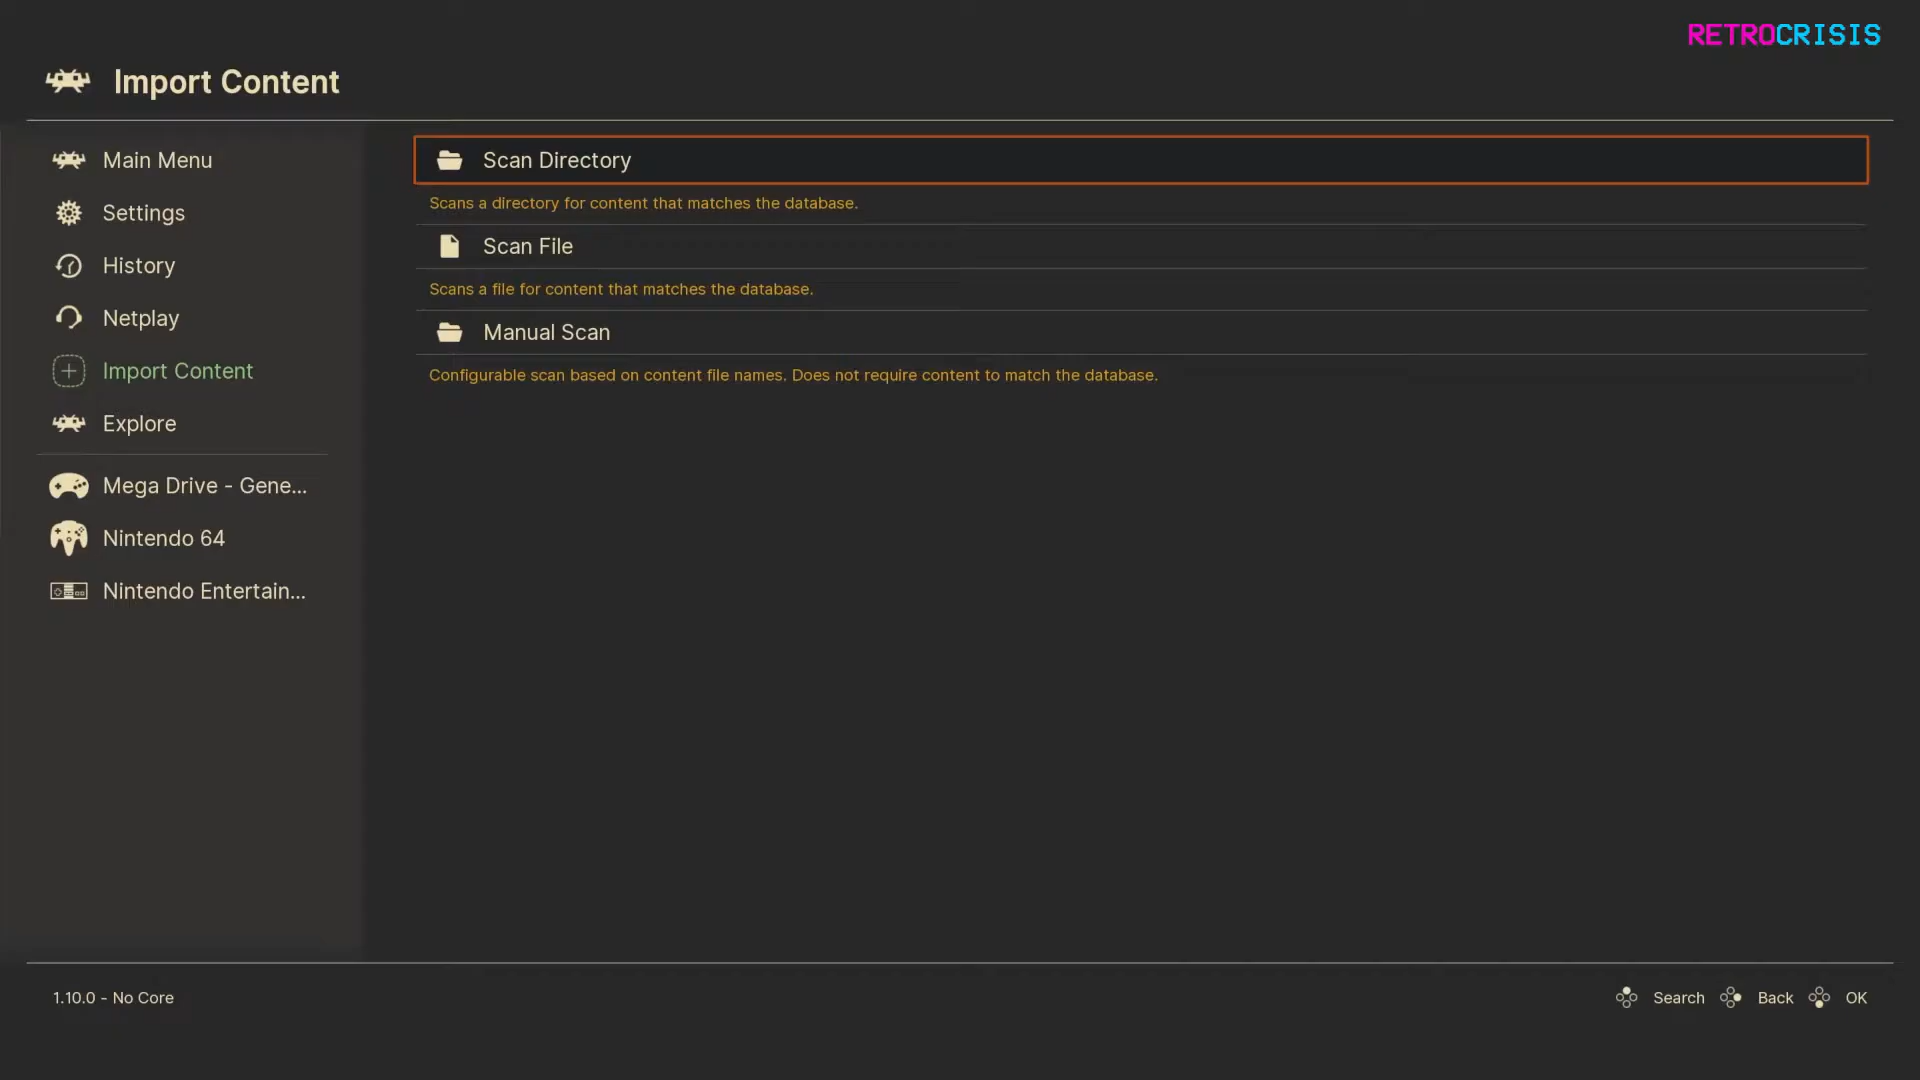 RETROCRISIS
Import Content
Main Menu
Settings
History
Netplay
Import Content
Explore
Mega Drive - Gene...
Nintendo 64
Nintendo Entertain...
Scan Directory
Scans a directory for content that matches the database.
Scan File
Scans a file for content that matches the database.
Manual Scan
Configurable scan based on content file names. Does not require content to match the database.
1.10.0 - No Core
Search Back OK